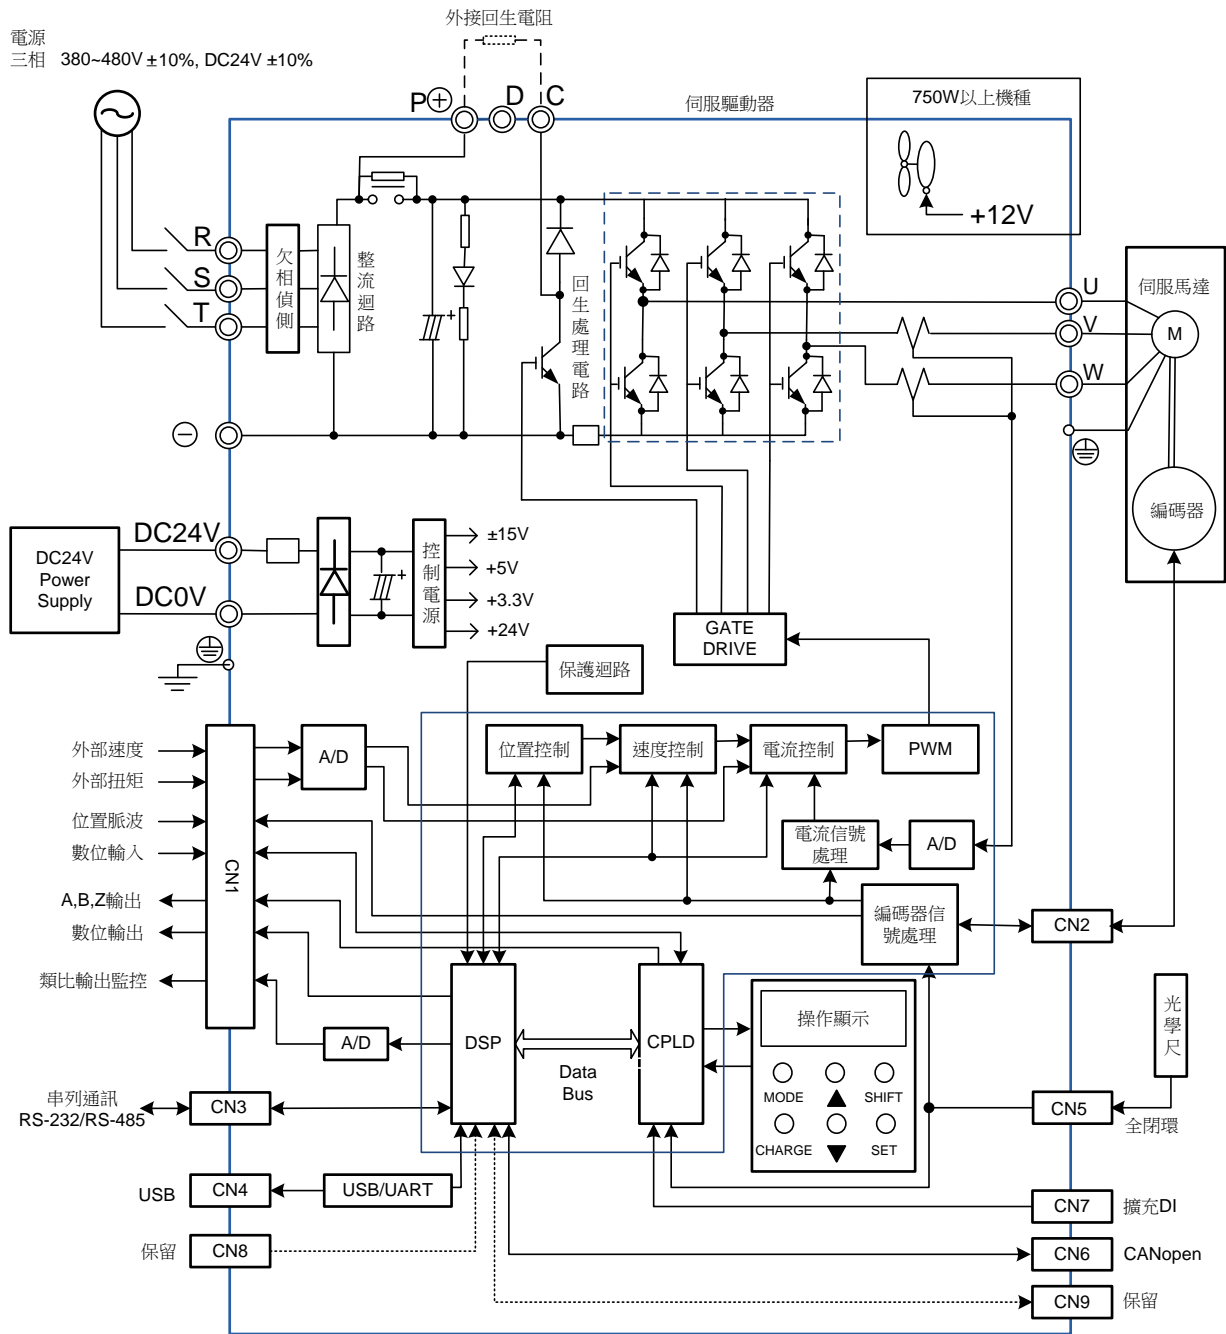 外接回生電阻
電源
三相 380~480V ±10%, DC24V ±10%
P⊕
D
C
伺服驅動器
750W以上機種
+12V
R
S
T
欠相偵側
整流迴路
+
回生處理電路
U
V
W
伺服馬達
M
編碼器
⊖
DC24V
Power
Supply
DC24V
DC0V
+
控制電源
±15V
+5V
+3.3V
+24V
GATE
DRIVE
保護迴路
外部速度
外部扭矩
位置脈波
數位輸入
A,B,Z輸出
數位輸出
類比輸出監控
CN1
A/D
位置控制
速度控制
電流控制
PWM
電流信號
處理
A/D
編碼器信
號處理
CN2
A/D
DSP
Data
Bus
CPLD
操作顯示
MODE
▲
SHIFT
CHARGE
▼
SET
光學尺
串列通訊
RS-232/RS-485
CN3
CN5
全閉環
USB
CN4
USB/UART
CN7
擴充DI
保留
CN8
CN6
CANopen
CN9
保留